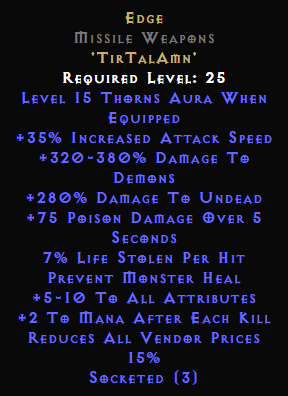 Edge
Missile Weapons
'TirTalAmn'
Required Level: 25
Level 15 Thorns Aura When
Equipped
+35% Increased Attack Speed
+320-380% Damage To
Demons
+280% Damage To Undead
+75 Poison Damage Over 5
Seconds
7% Life Stolen Per Hit
Prevent Monster Heal
+5-10 To All Attributes
+2 To Mana After Each Kill
Reduces All Vendor Prices
15%
Socketed (3)